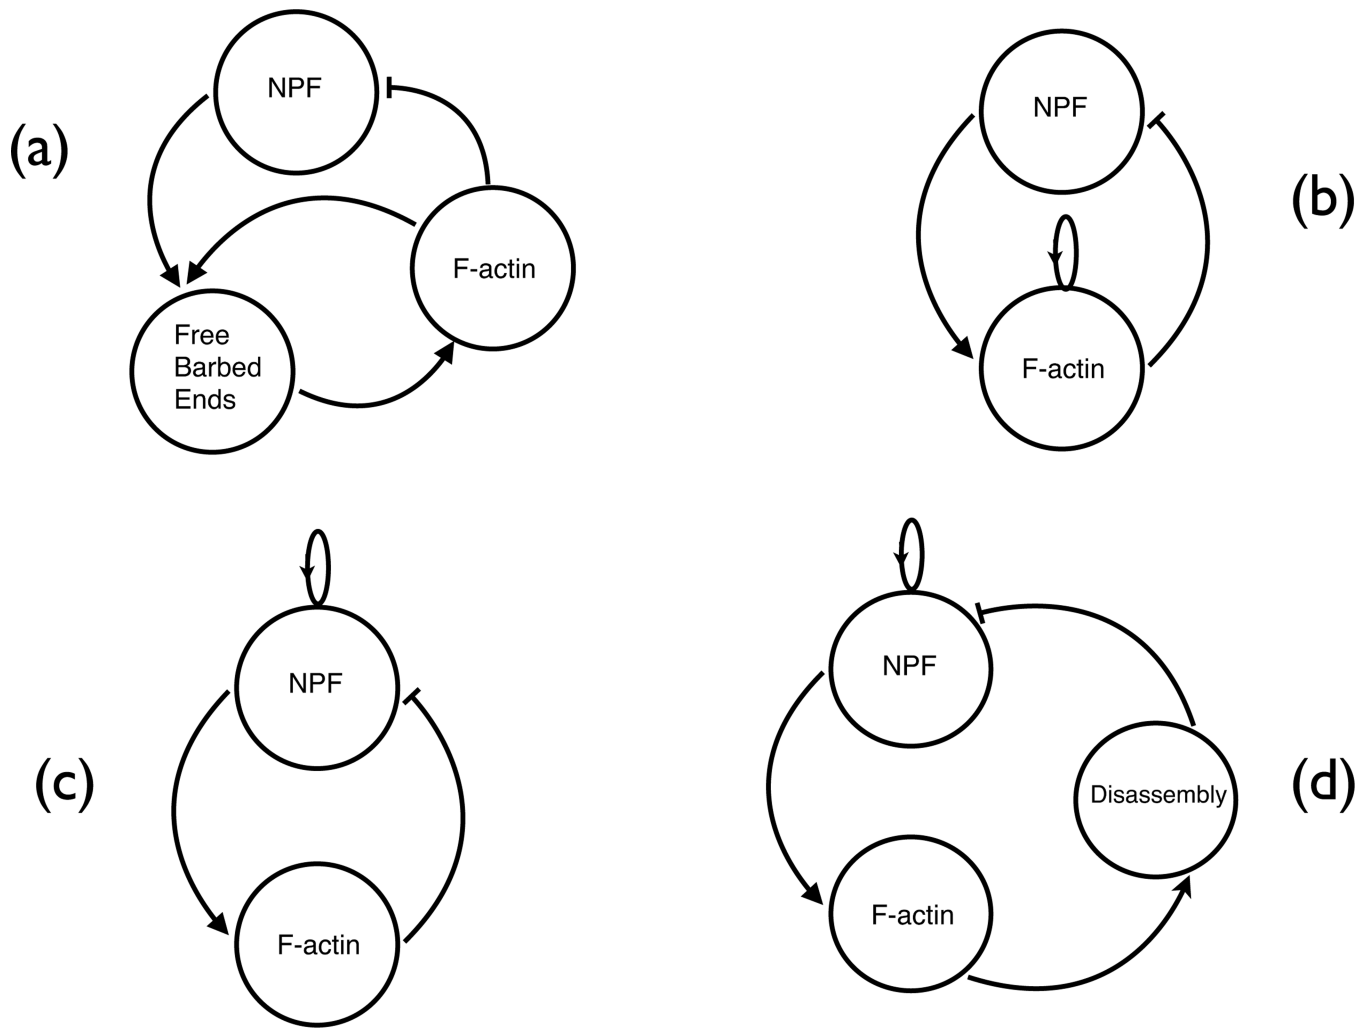 (a)
NPF
F-actin
Free
Barbed
Ends
(b)
NPF
F-actin
(c)
NPF
F-actin
(d)
NPF
Disassembly
F-actin